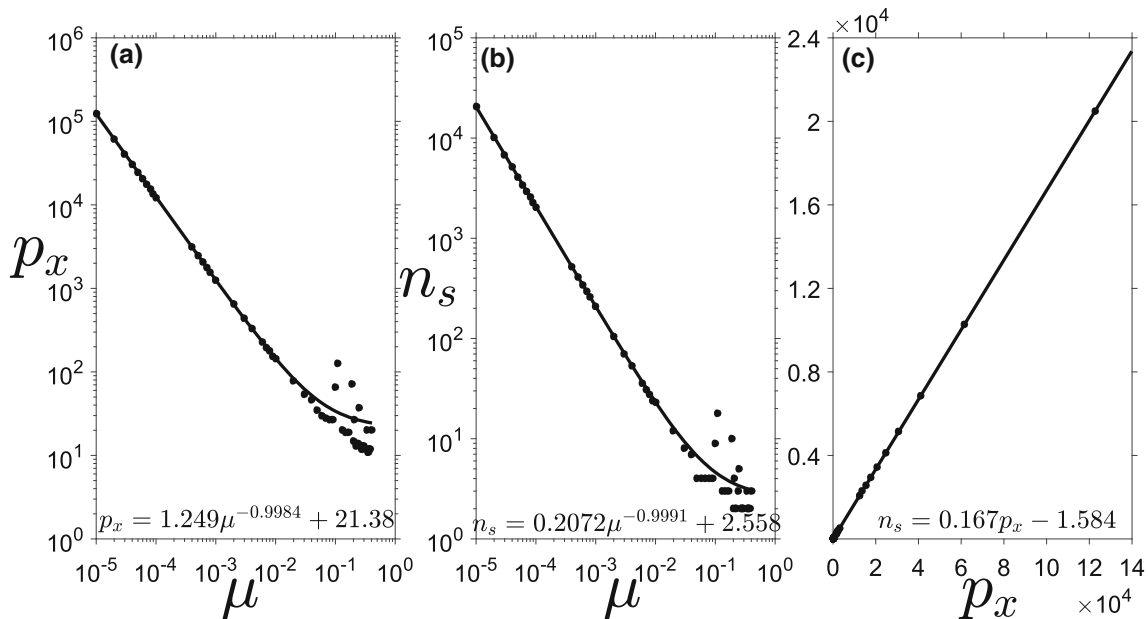 (a)
10^6
10^5
10^4
10^3
10^2
10^1
10^0
p_x
p_x = 1.249μ^{-0.9984} + 21.38
10^{-5} 10^{-4} 10^{-3} 10^{-2} 10^{-1} 10^0
μ
(b)
10^5
10^4
10^3
10^2
10^1
10^0
n_s
n_s = 0.2072μ^{-0.9991} + 2.558
10^{-5} 10^{-4} 10^{-3} 10^{-2} 10^{-1} 10^0
μ
×10^4
(c)
2.4
2
1.6
1.2
0.8
0.4
n_s = 0.167p_x − 1.584
0 2 4 6 8 10 12 14
p_x
×10^4